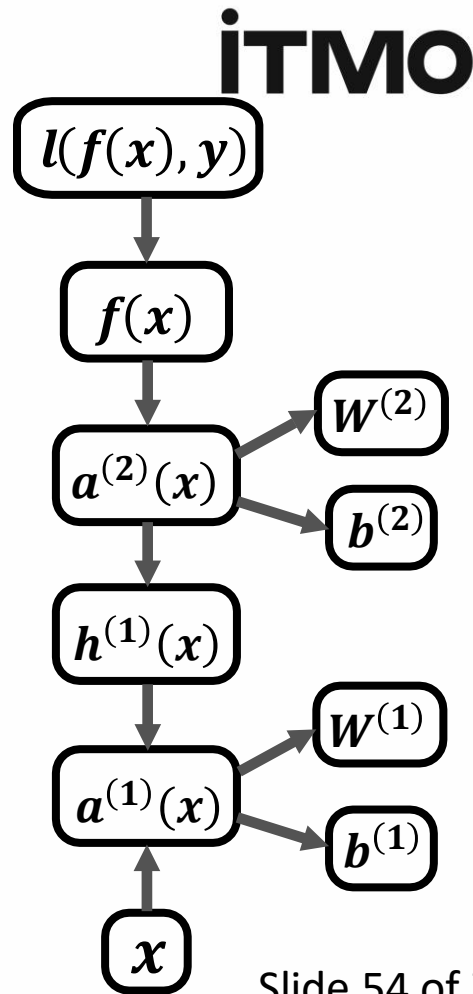 iTMO
l(f(x), y)
f(x)
a^(2)(x)
W^(2)
b^(2)
h^(1)(x)
W^(1)
a^(1)(x)
b^(1)
x
Slide 54 of